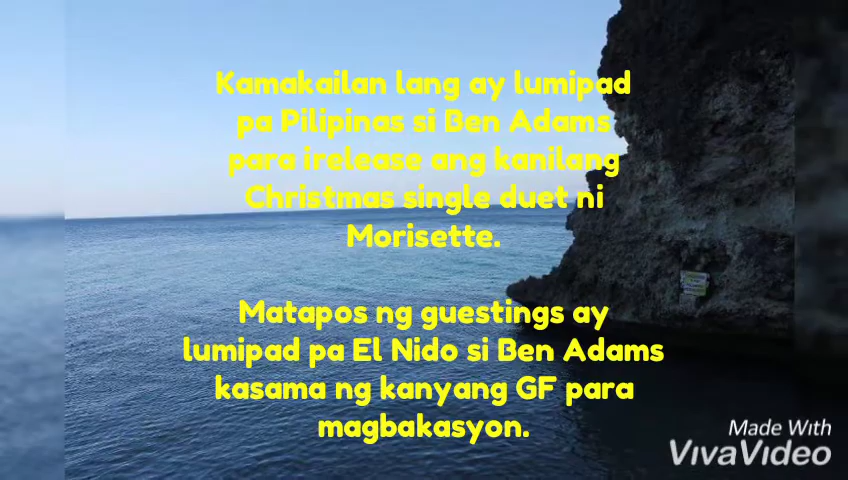 Kamakailan lang ay lumipad
pa Pilipinas si Ben Adams
para irelease ang kanilang
Christmas single duet ni
Morisette.
Matapos ng guestings ay
lumipad pa El Nido si Ben Adams
kasama ng kanyang GF para
magbakasyon.
Made With
VivaVideo